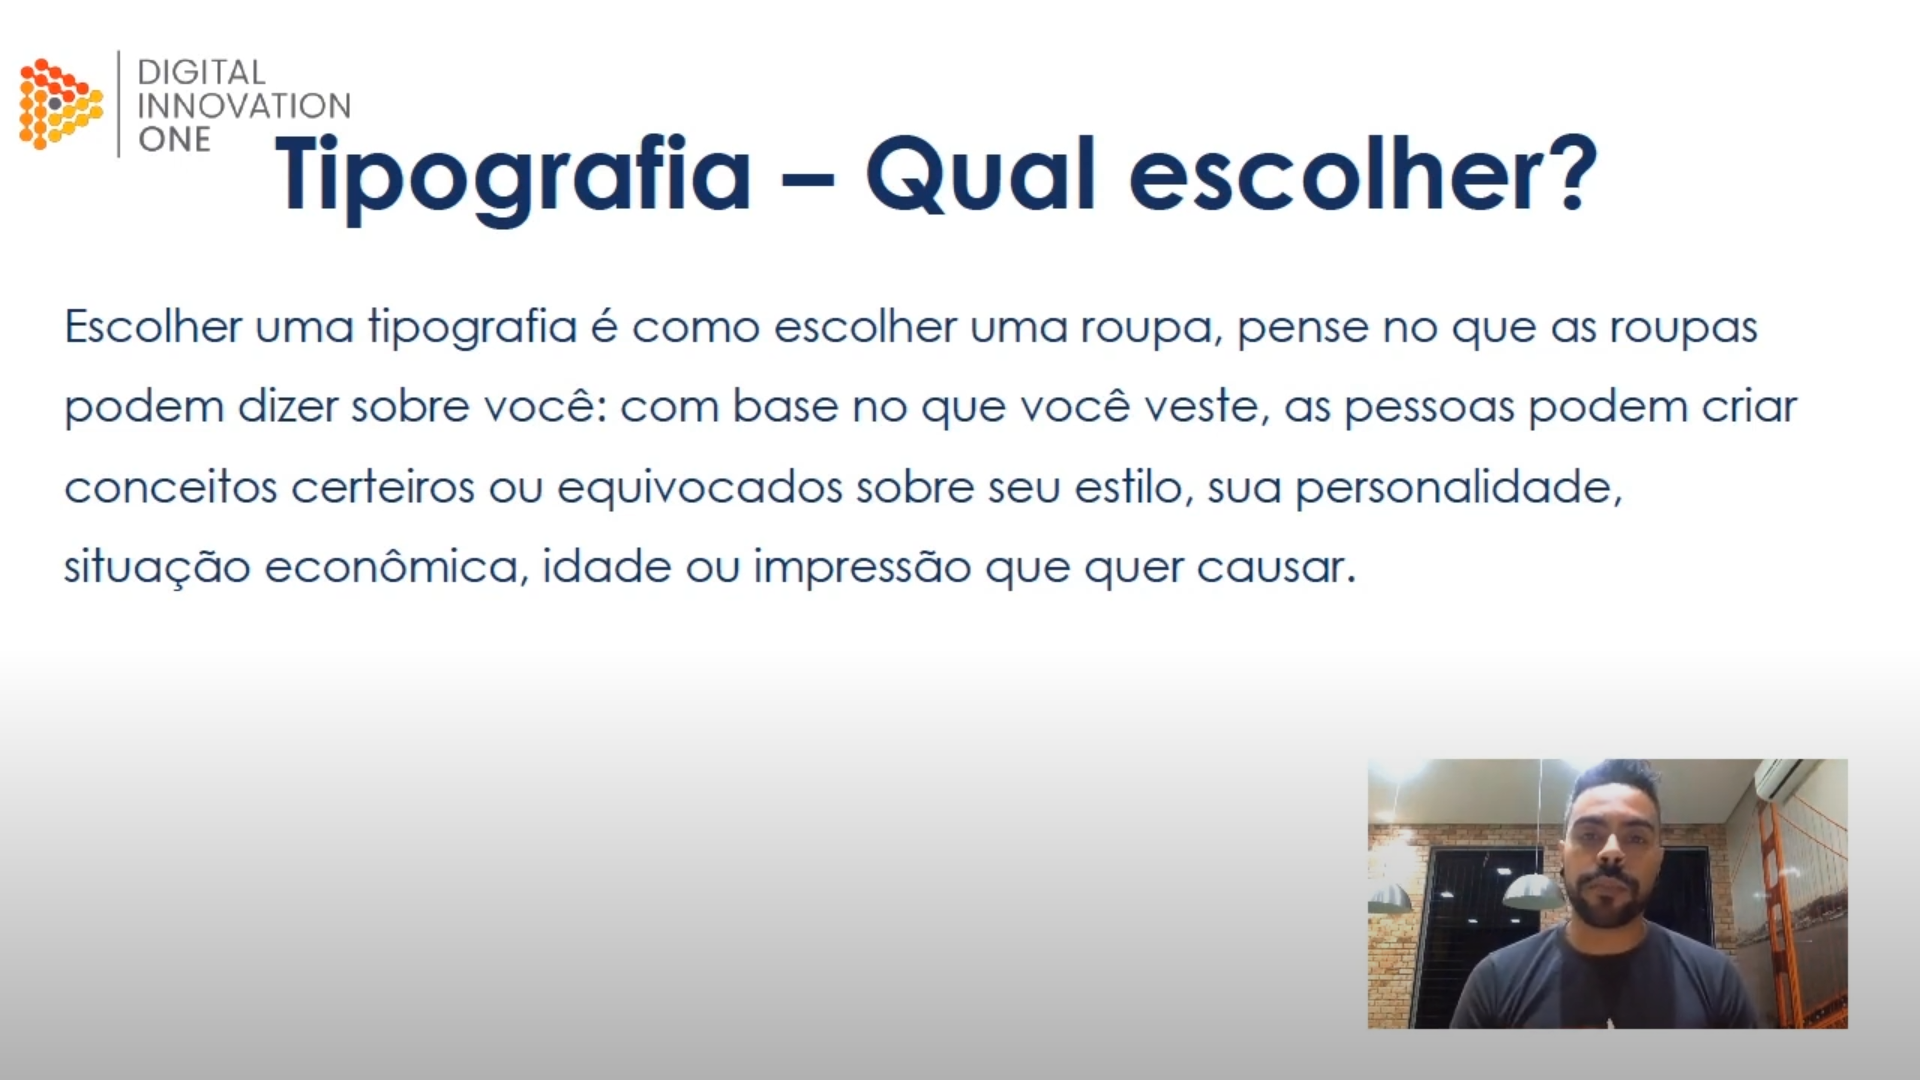 DIGITAL
INNOVATION
ONE
Tipografia – Qual escolher?
Escolher uma tipografia é como escolher uma roupa, pense no que as roupas
podem dizer sobre você: com base no que você veste, as pessoas podem criar
conceitos certeiros ou equivocados sobre seu estilo, sua personalidade,
situação econômica, idade ou impressão que quer causar.